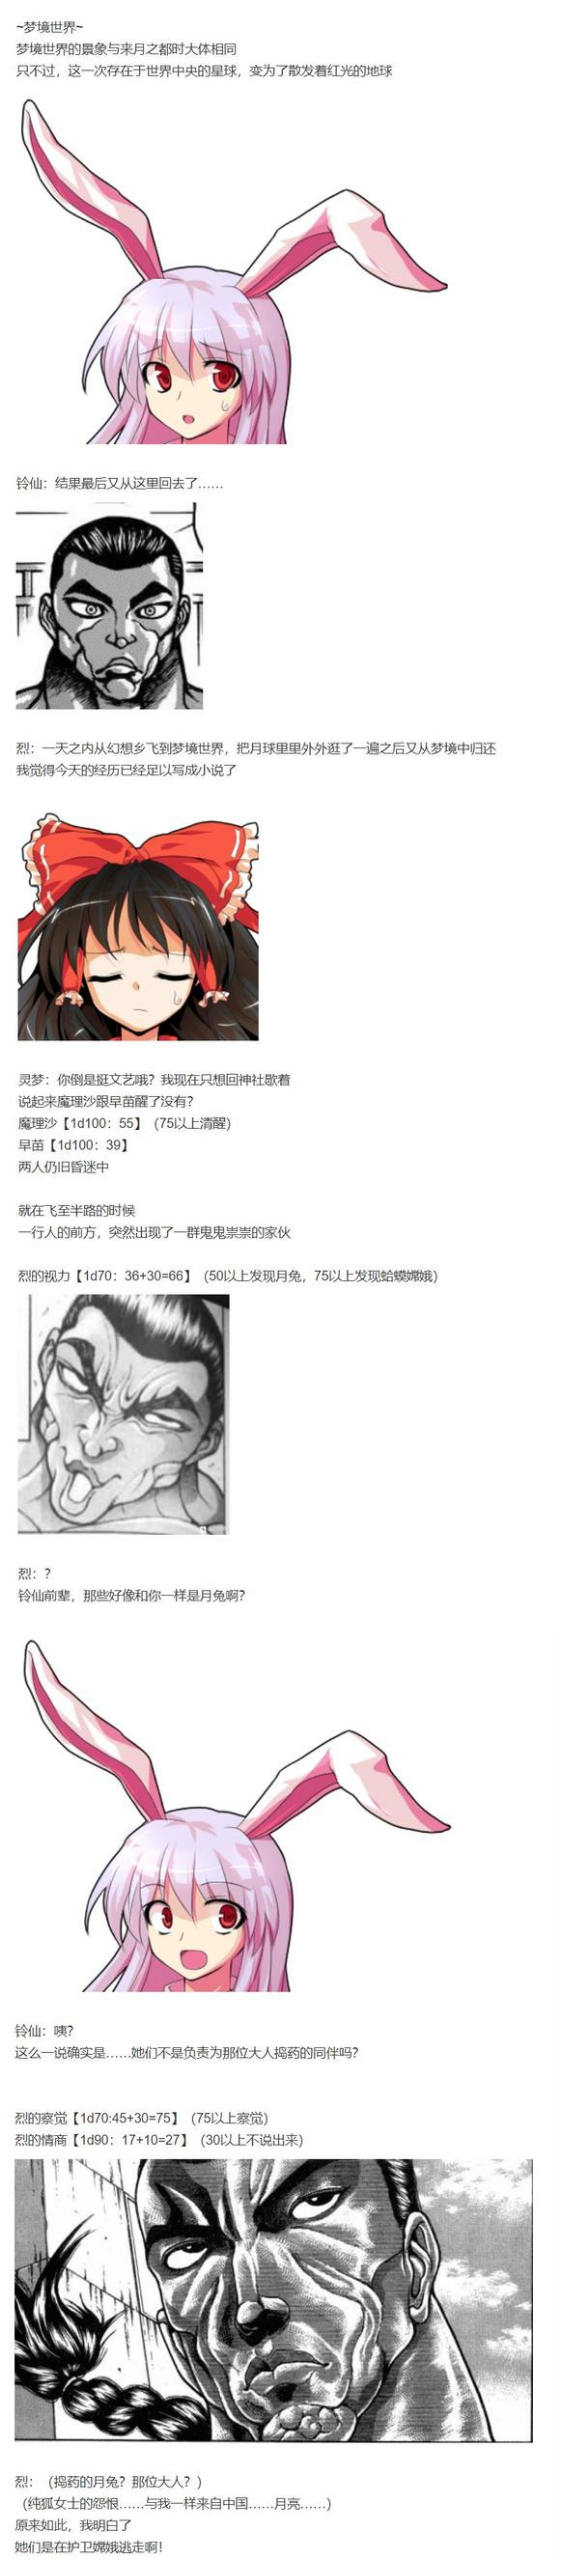 ~梦境世界~
梦境世界的景象与来月之都时大体相同
只不过，这一次存在于世界中央的星球，变为了散发着红光的地球
铃仙：结果最后又从这里回去了……
烈：一天之内从幻想乡飞到梦境世界，把月球里里外外逛了一遍之后又从梦境中归还
我觉得今天的经历已经足以写成小说了
灵梦：你倒是挺文艺哦？我现在只想回神社歇着
说起来魔理沙跟早苗醒了没有？
魔理沙【1d100：55】（75以上清醒）
早苗【1d100：39】
两人仍旧昏迷中
就在飞至半路的时候
一行人的前方，突然出现了一群鬼鬼祟祟的家伙
烈的视力【1d70：36+30=66】（50以上发现月兔，75以上发现蛤蟆嫦娥）
烈：？
铃仙前辈，那些好像和你一样是月兔啊？
铃仙：咦？
这么一说确实是……她们不是负责为那位大人捣药的同伴吗？
烈的察觉【1d70:45+30=75】（75以上察觉）
烈的情商【1d90：17+10=27】（30以上不说出来）
烈：（捣药的月兔？那位大人？）
（纯狐女士的怨恨……与我一样来自中国……月亮……）
原来如此，我明白了
她们是在护卫嫦娥逃走啊！